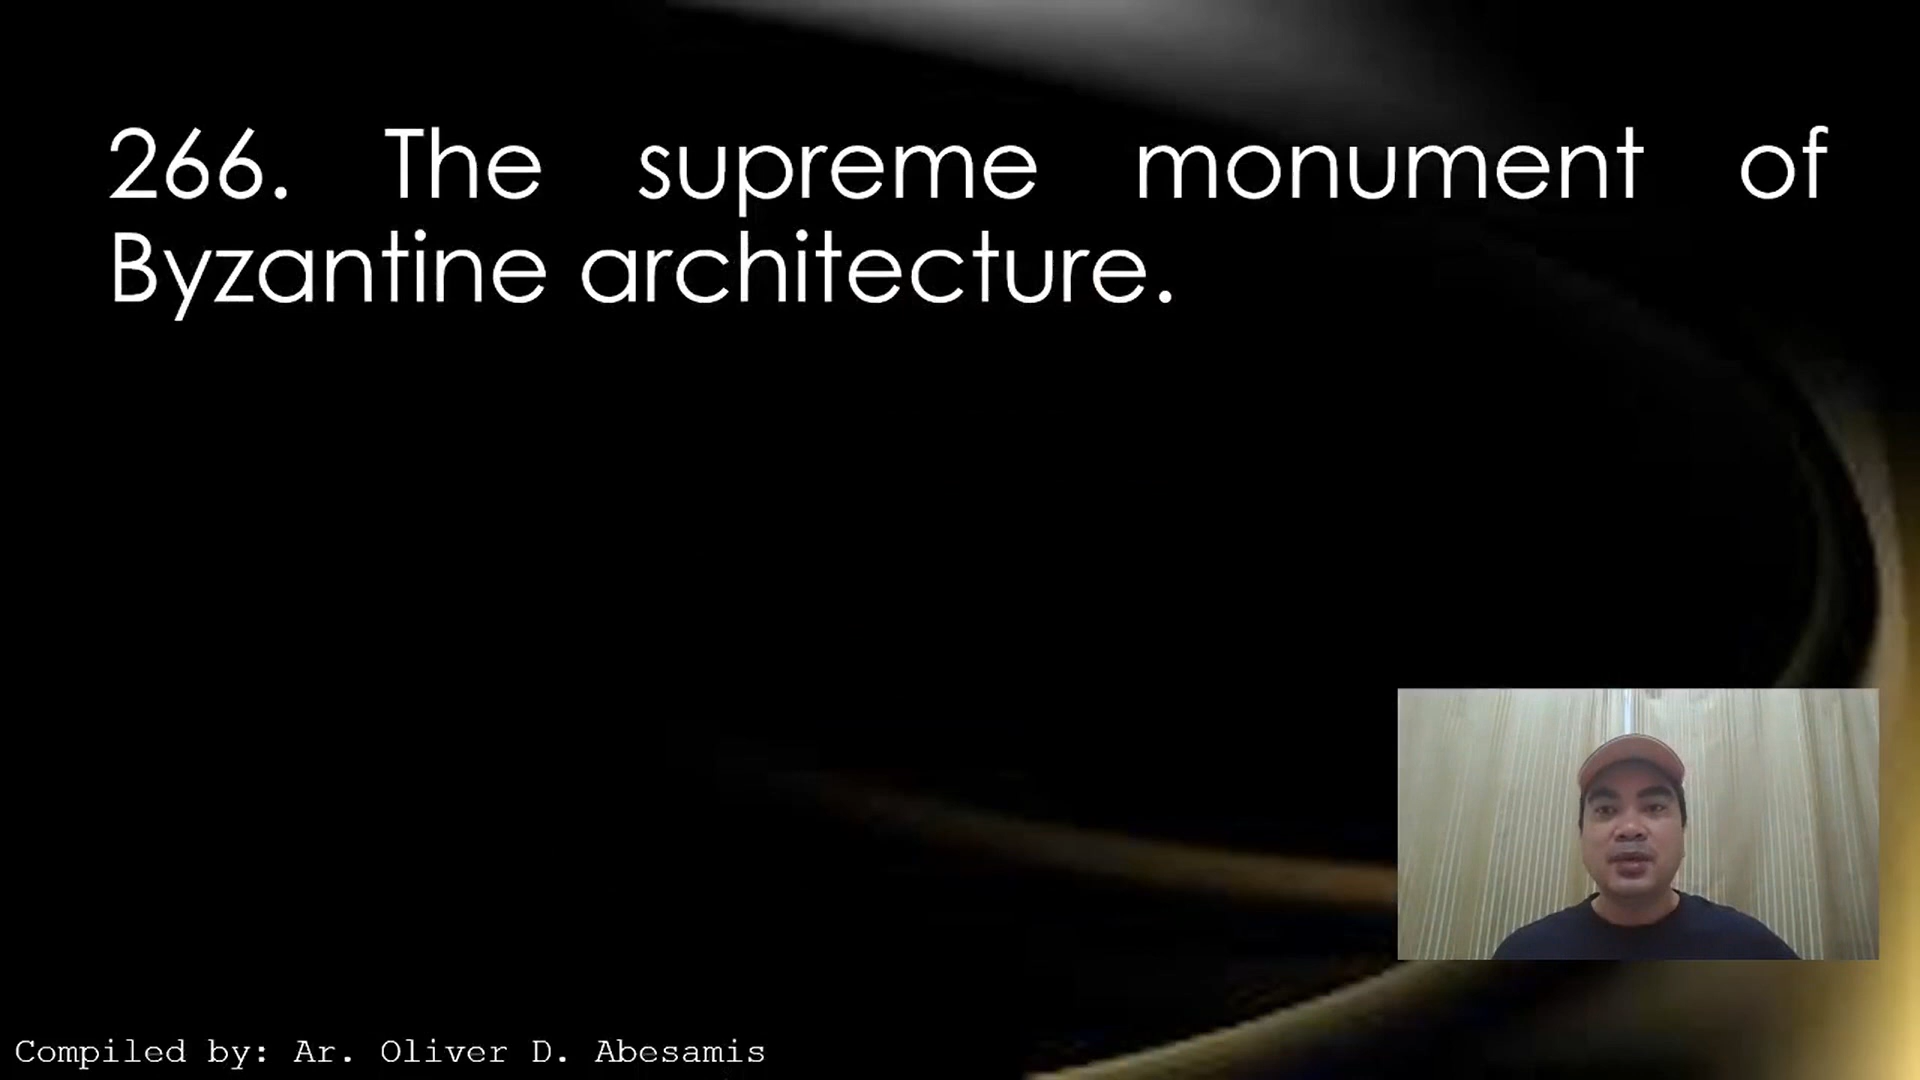 266. The supreme monument of
Byzantine architecture.
Compiled by: Ar. Oliver D. Abesamis